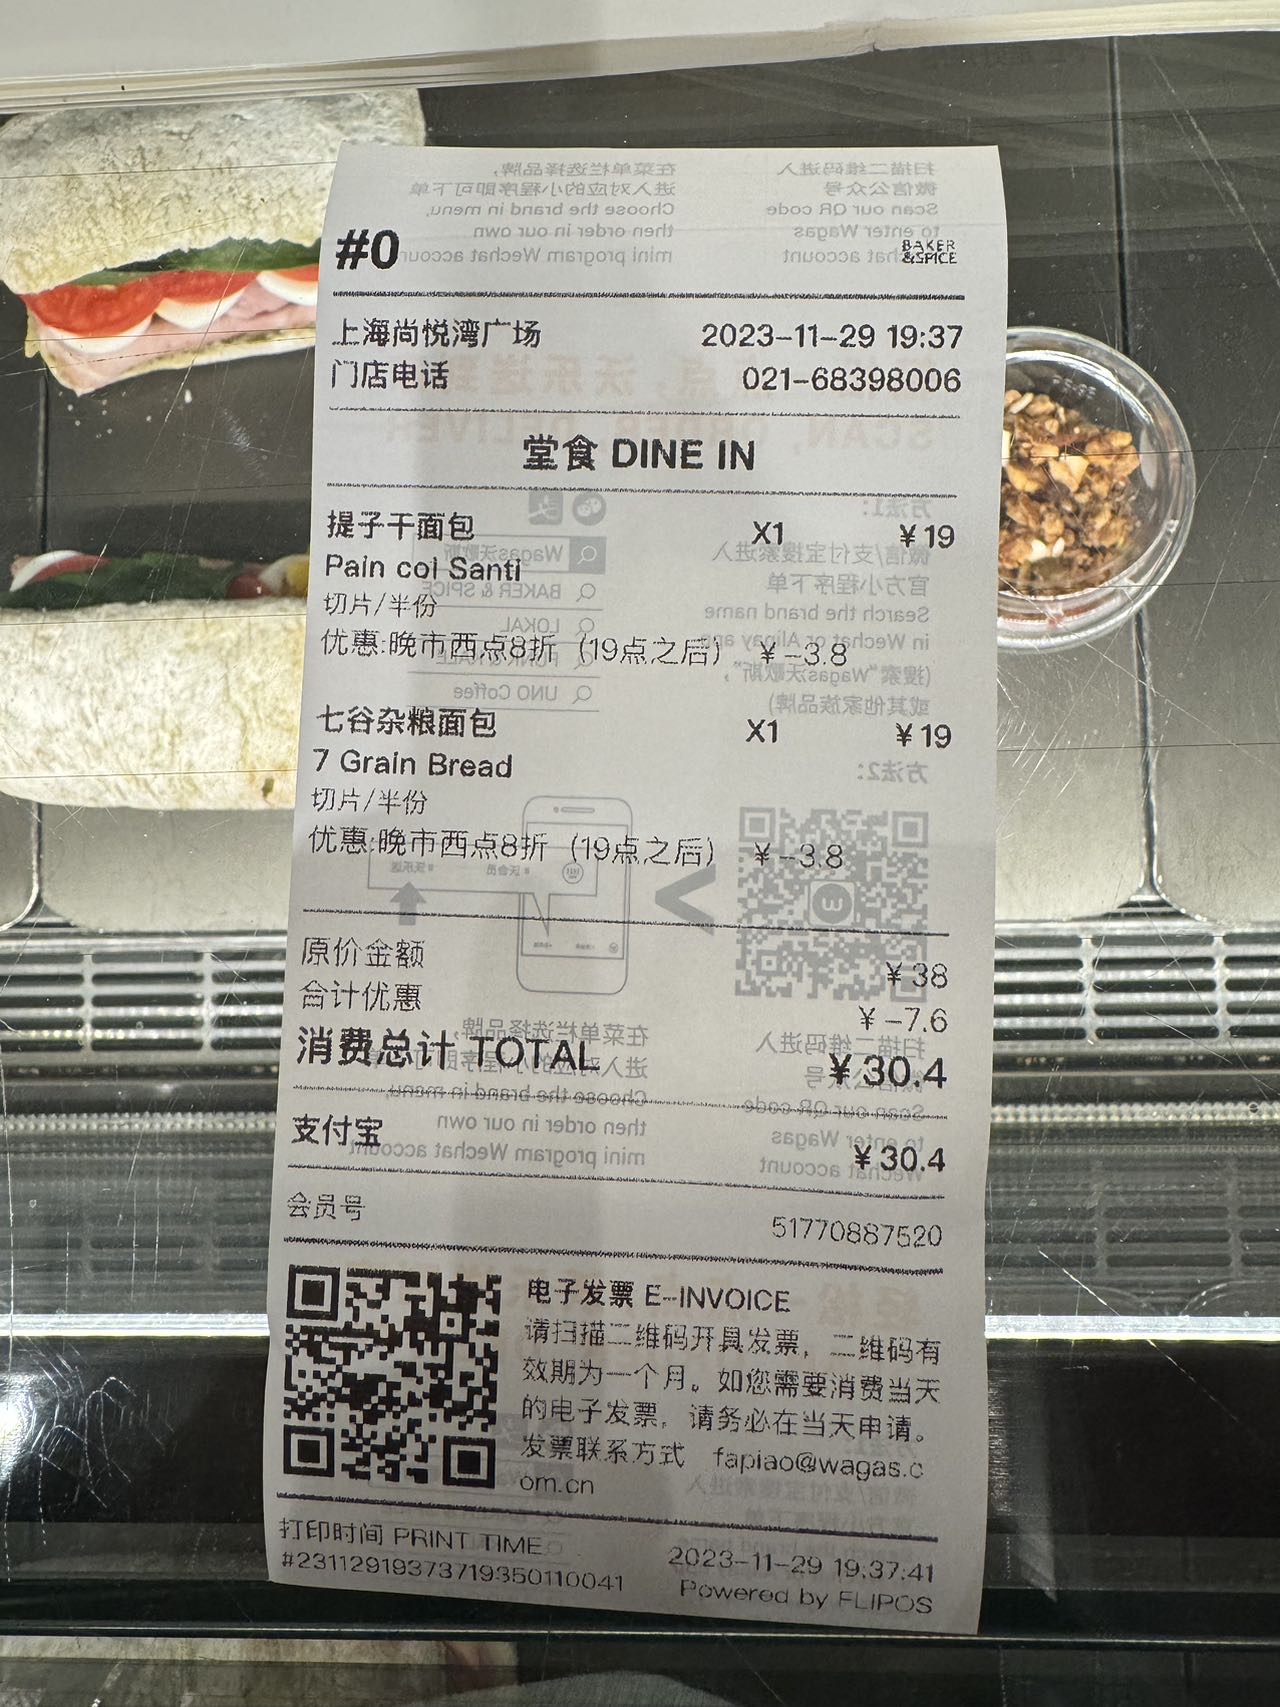 #0
BAKER
&SPICE
上海尚悦湾广场 2023-11-29 19:37
门店电话 021-68398006
堂食 DINE IN
提子干面包 X1 ¥19
Pain coi Santi
切片/半份
优惠:晚市西点8折（19点之后） ¥-3.8
七谷杂粮面包 X1 ¥19
7 Grain Bread
切片/半份
优惠:晚市西点8折（19点之后） ¥-3.8
原价金额 ¥38
合计优惠 ¥-7.6
消费总计 TOTAL ¥30.4
支付宝 ¥30.4
会员号 51770887520
电子发票 E-INVOICE
请扫描二维码开具发票，二维码有
效期为一个月。如您需要消费当天
的电子发票，请务必在当天申请。
发票联系方式 fapiao@wagas.c
om.cn
打印时间 PRINT TIME 2023-11-29 19:37:41
#23112919373719350110041 Powered by FLIPOS